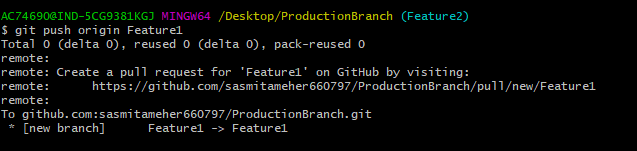 AC74690@IND-5CG9381KGJ MINGW64 /Desktop/ProductionBranch (Feature2)
$ git push origin Feature1
Total 0 (delta 0), reused 0 (delta 0), pack-reused 0
remote:
remote: Create a pull request for 'Feature1' on GitHub by visiting:
remote:      https://github.com/sasmitameher660797/ProductionBranch/pull/new/Feature1
remote:
To github.com:sasmitameher660797/ProductionBranch.git
 * [new branch]      Feature1 -> Feature1